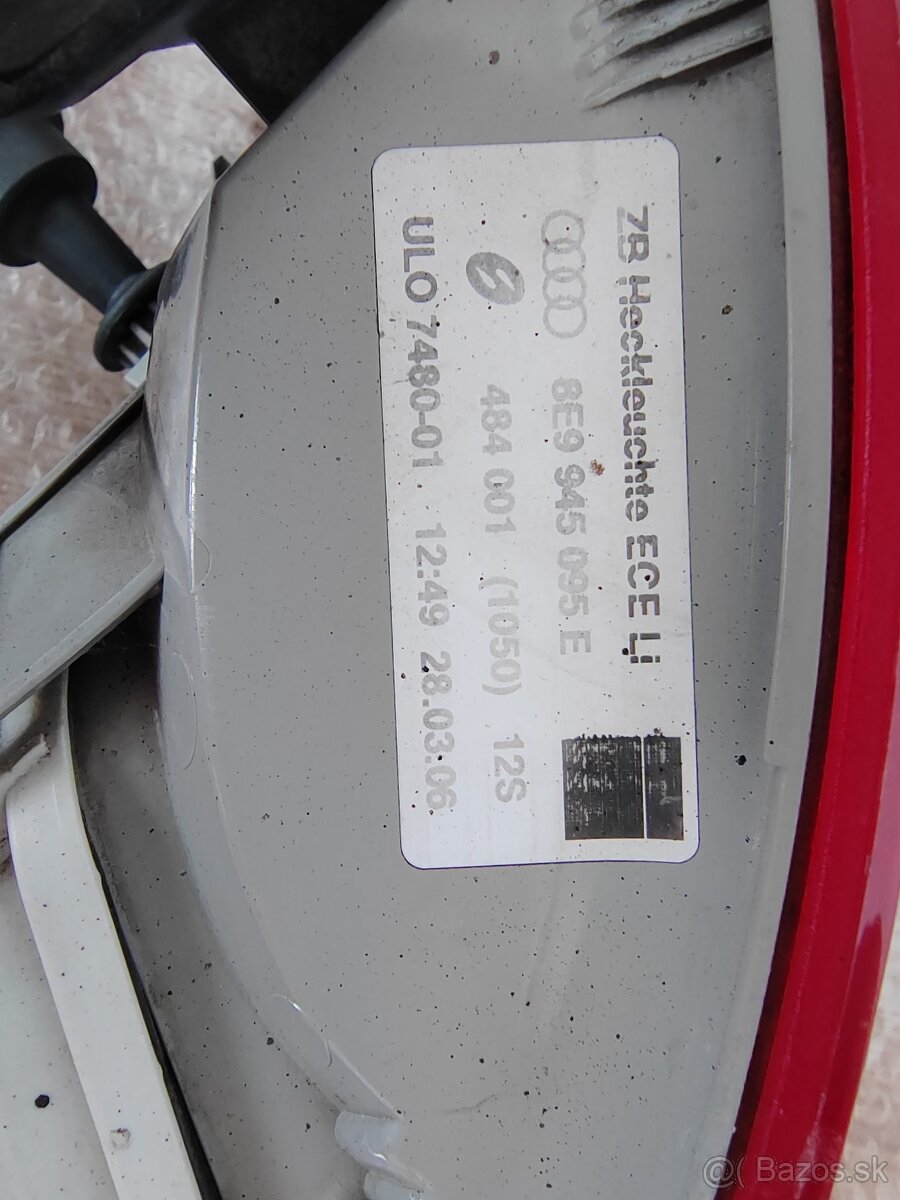 ZB Heckleuchte ECE Li
8E9 945 095 E
484 001 (1050) 12S
ULO 7480-01 12:49 28.03.06
@( Bazos.sk